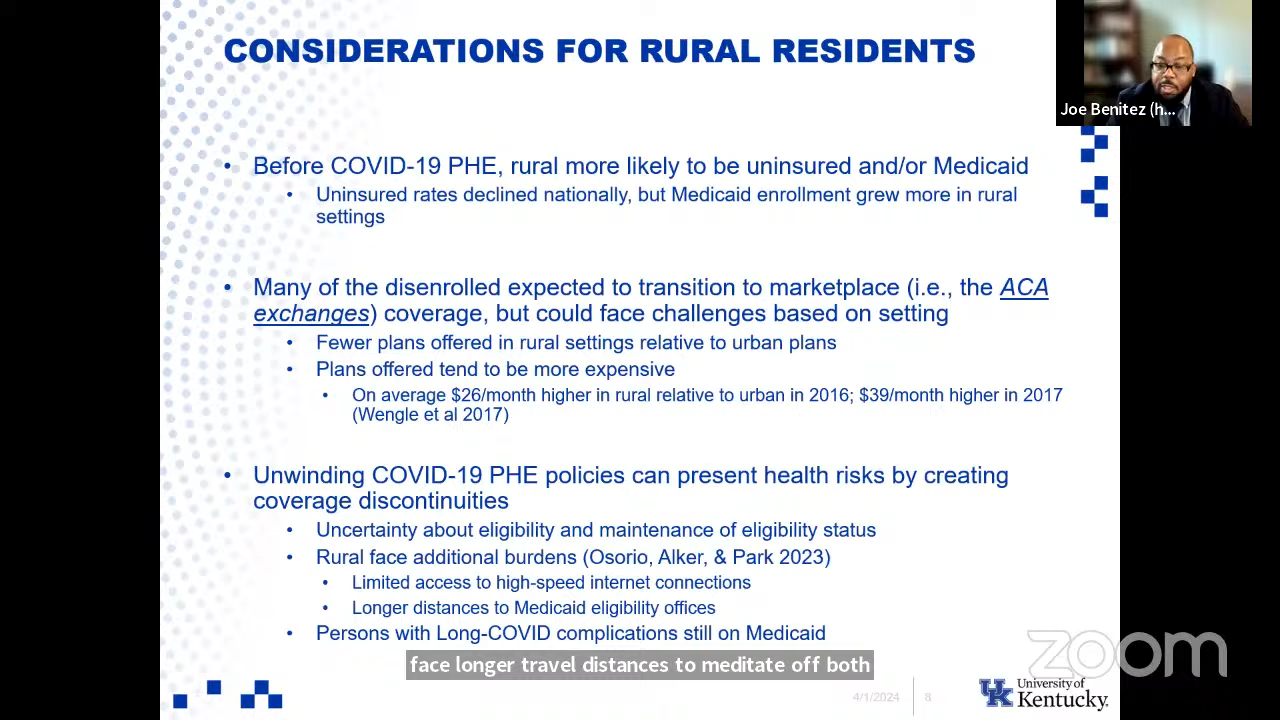 CONSIDERATIONS FOR RURAL RESIDENTS
Joe Benitez (h...
• Before COVID-19 PHE, rural more likely to be uninsured and/or Medicaid
• Uninsured rates declined nationally, but Medicaid enrollment grew more in rural
settings
• Many of the disenrolled expected to transition to marketplace (i.e., the ACA
exchanges) coverage, but could face challenges based on setting
• Fewer plans offered in rural settings relative to urban plans
• Plans offered tend to be more expensive
• On average $26/month higher in rural relative to urban in 2016; $39/month higher in 2017
(Wengle et al 2017)
• Unwinding COVID-19 PHE policies can present health risks by creating
coverage discontinuities
• Uncertainty about eligibility and maintenance of eligibility status
• Rural face additional burdens (Osorio, Alker, & Park 2023)
• Limited access to high-speed internet connections
• Longer distances to Medicaid eligibility offices
• Persons with Long-COVID complications still on Medicaid
face longer travel distances to meditate off both
zoom
4/1/2024 8
UK University of
Kentucky.